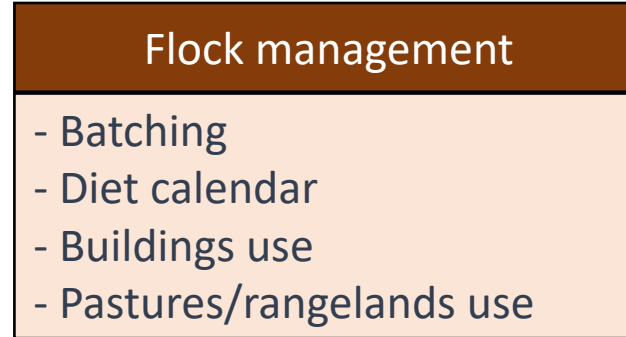 Flock management
- Batching
- Diet calendar
- Buildings use
- Pastures/rangelands use